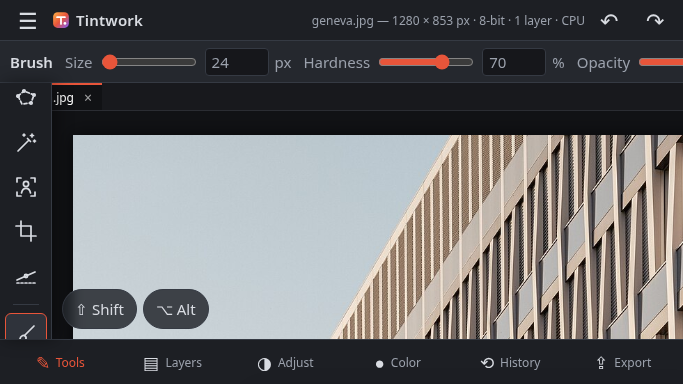 Tintwork
geneva.jpg — 1280 × 853 px · 8-bit · 1 layer · CPU
Brush Size 24 px Hardness 70 % Opacity
.jpg ×
⇧ Shift ⌥ Alt
Tools Layers Adjust Color History Export